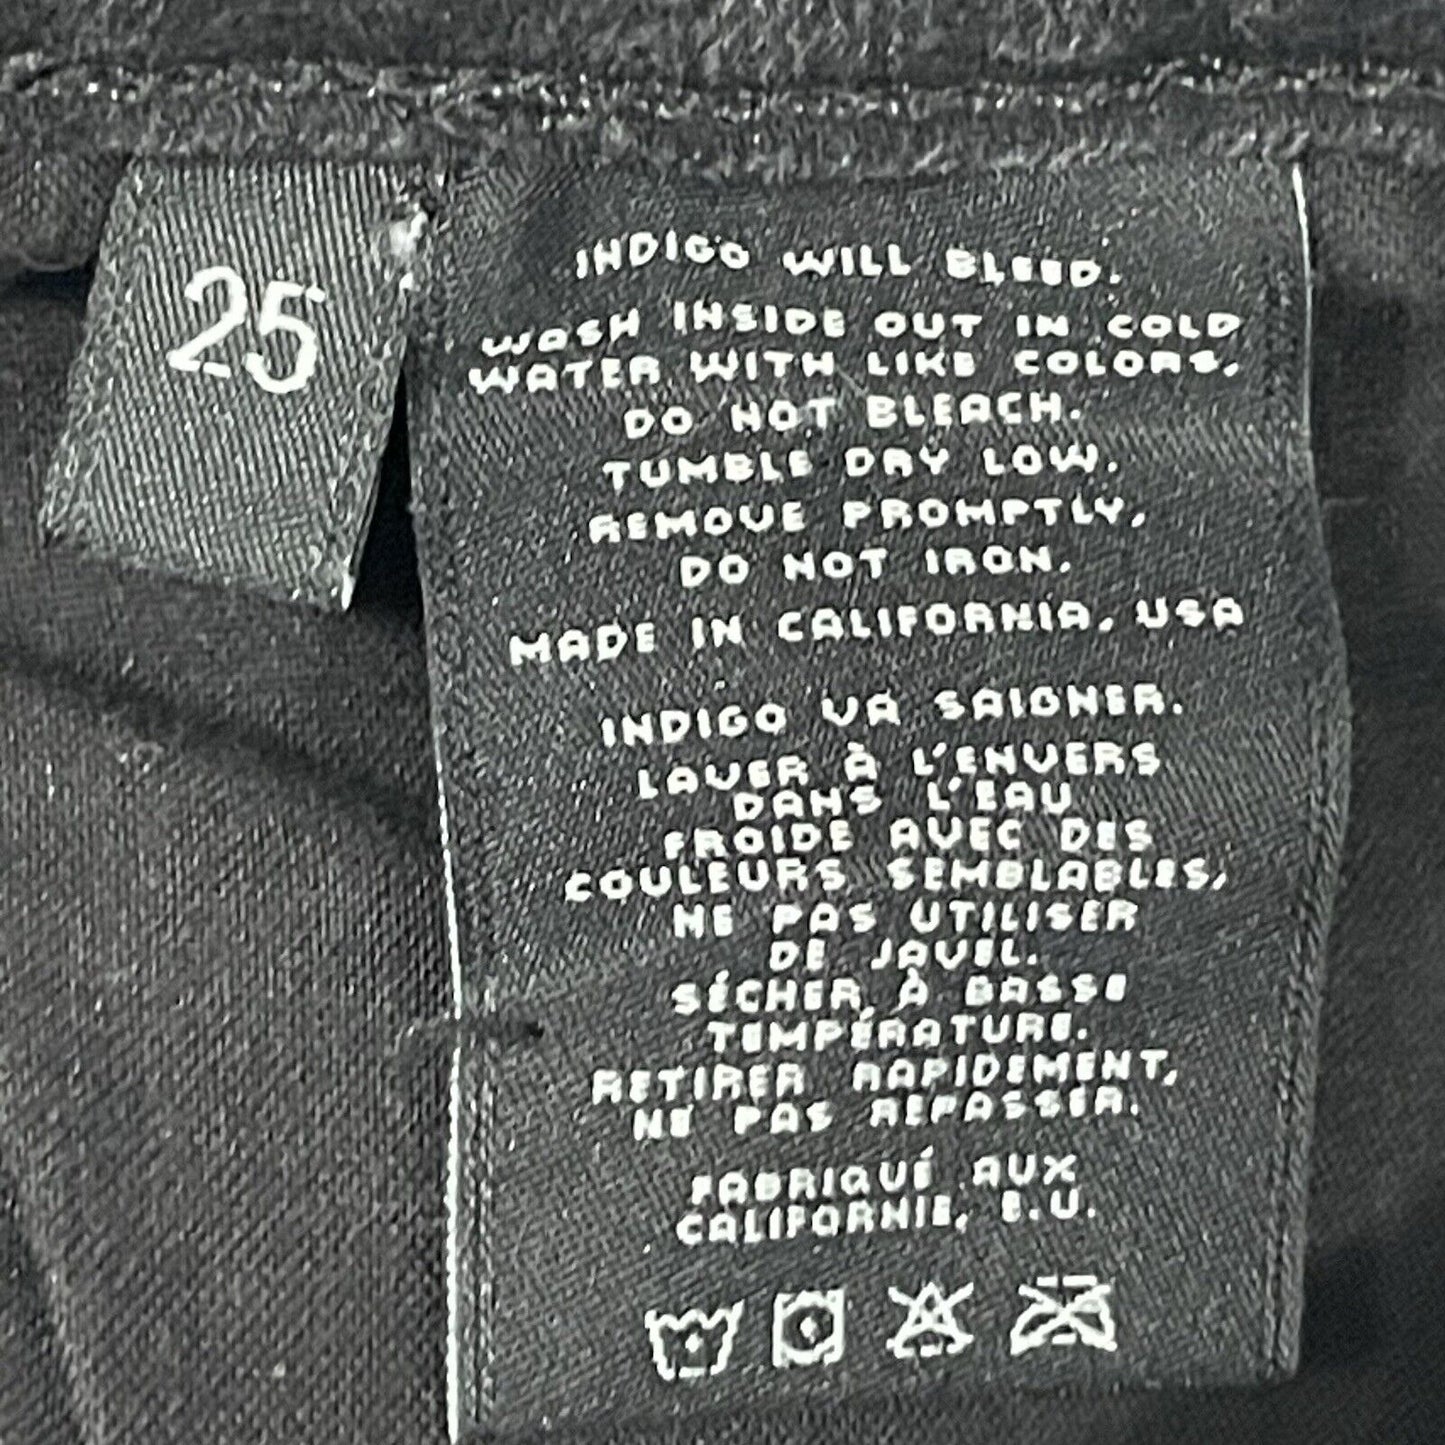 25
INDIGO WILL BLEED.
WASH INSIDE OUT IN COLD
WATER WITH LIKE COLORS,
DO NOT BLEACH.
TUMBLE DRY LOW.
REMOVE PROMPTLY,
DO NOT IRON.
MADE IN CALIFORNIA, USA
INDIGO VA SAIGNER.
LAVER À L'ENVERS
DANS L'EAU
FROIDE AVEC DES
COULEURS SEMBLABLES,
NE PAS UTILISER
DE JAVEL.
SÉCHER À BASSE
TEMPÉRATURE.
RETIRER RAPIDEMENT,
NE PAS REPASSER.
FABRIQUÉ AUX
CALIFORNIE, E.U.